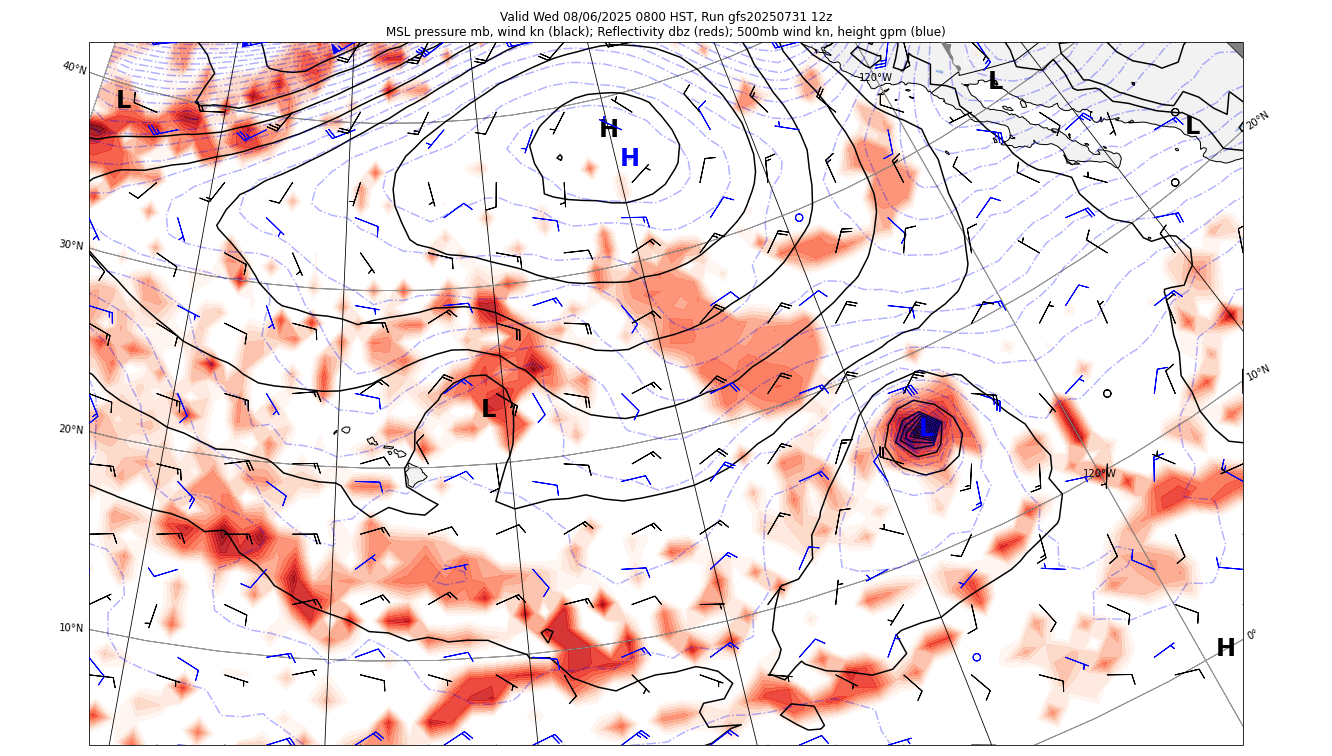 Valid Wed 08/06/2025 0800 HST, Run gfs20250731 12z
MSL pressure mb, wind kn (black); Reflectivity dbz (reds); 500mb wind kn, height gpm (blue)
40°N
120°W
L
L
20°N
L
H
H
30°N
10°N
L
L
20°N
120°W
10°N
0°
H